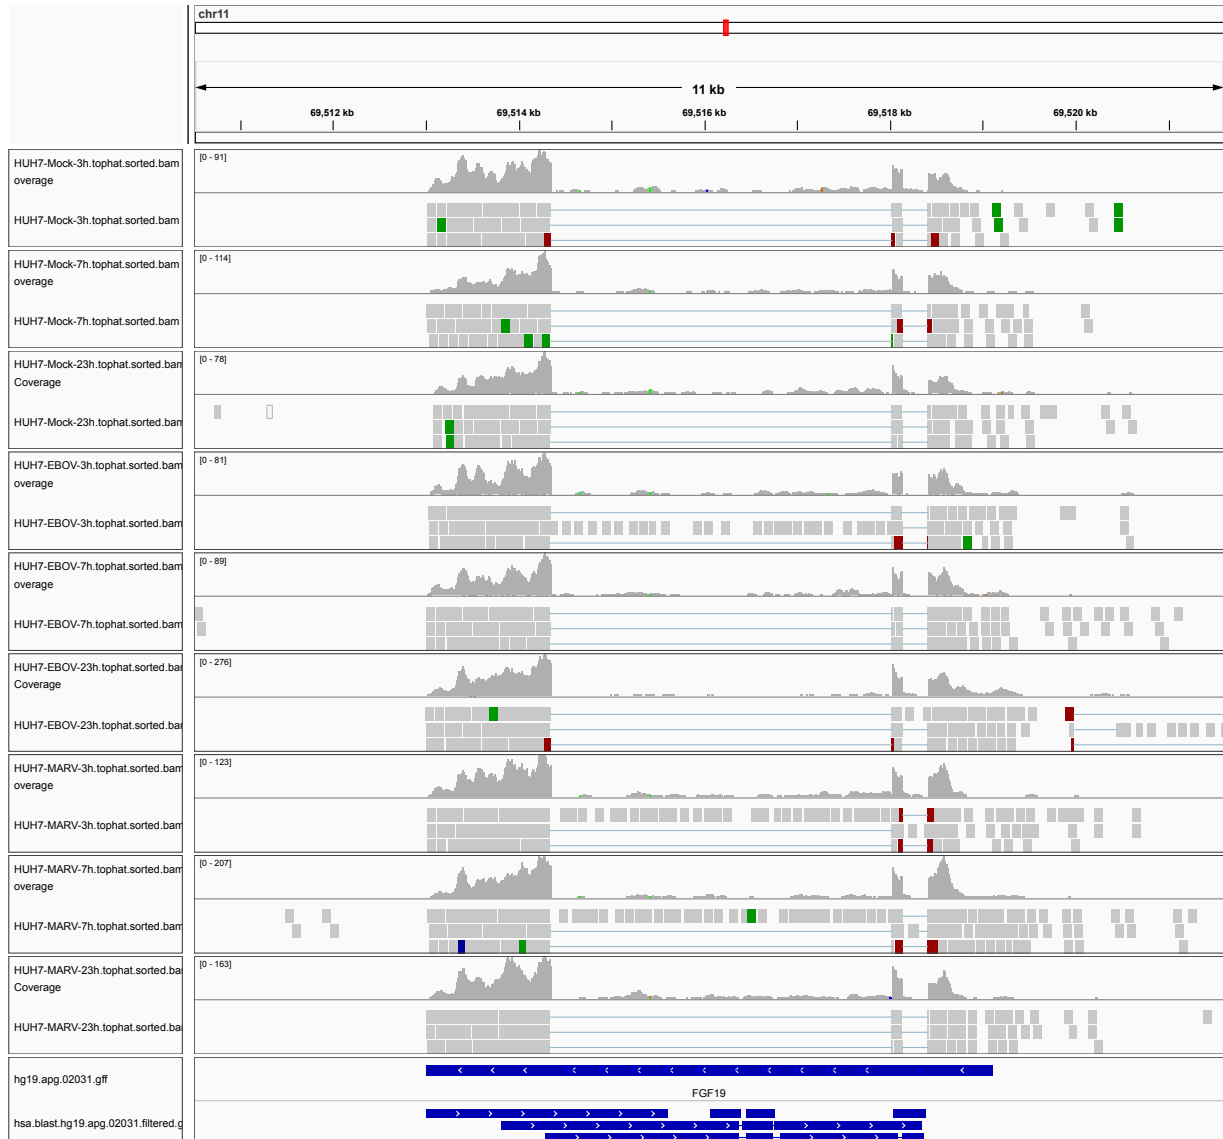 chr11
11 kb
69,512 kb 69,514 kb 69,516 kb 69,518 kb 69,520 kb
HUH7-Mock-3h.tophat.sorted.bam
overage
[0 - 91]
HUH7-Mock-3h.tophat.sorted.bam
HUH7-Mock-7h.tophat.sorted.bam
overage
[0 - 114]
HUH7-Mock-7h.tophat.sorted.bam
HUH7-Mock-23h.tophat.sorted.bam
Coverage
[0 - 78]
HUH7-Mock-23h.tophat.sorted.bam
HUH7-EBOV-3h.tophat.sorted.bam
overage
[0 - 81]
HUH7-EBOV-3h.tophat.sorted.bam
HUH7-EBOV-7h.tophat.sorted.bam
overage
[0 - 89]
HUH7-EBOV-7h.tophat.sorted.bam
HUH7-EBOV-23h.tophat.sorted.bam
Coverage
[0 - 276]
HUH7-EBOV-23h.tophat.sorted.ba
HUH7-MARV-3h.tophat.sorted.bam
overage
[0 - 123]
HUH7-MARV-3h.tophat.sorted.bam
HUH7-MARV-7h.tophat.sorted.bam
overage
[0 - 207]
HUH7-MARV-7h.tophat.sorted.bam
HUH7-MARV-23h.tophat.sorted.ba
Coverage
[0 - 163]
HUH7-MARV-23h.tophat.sorted.ba
hg19.apg.02031.gff
FGF19
hsa.blast.hg19.apg.02031.filtered.g